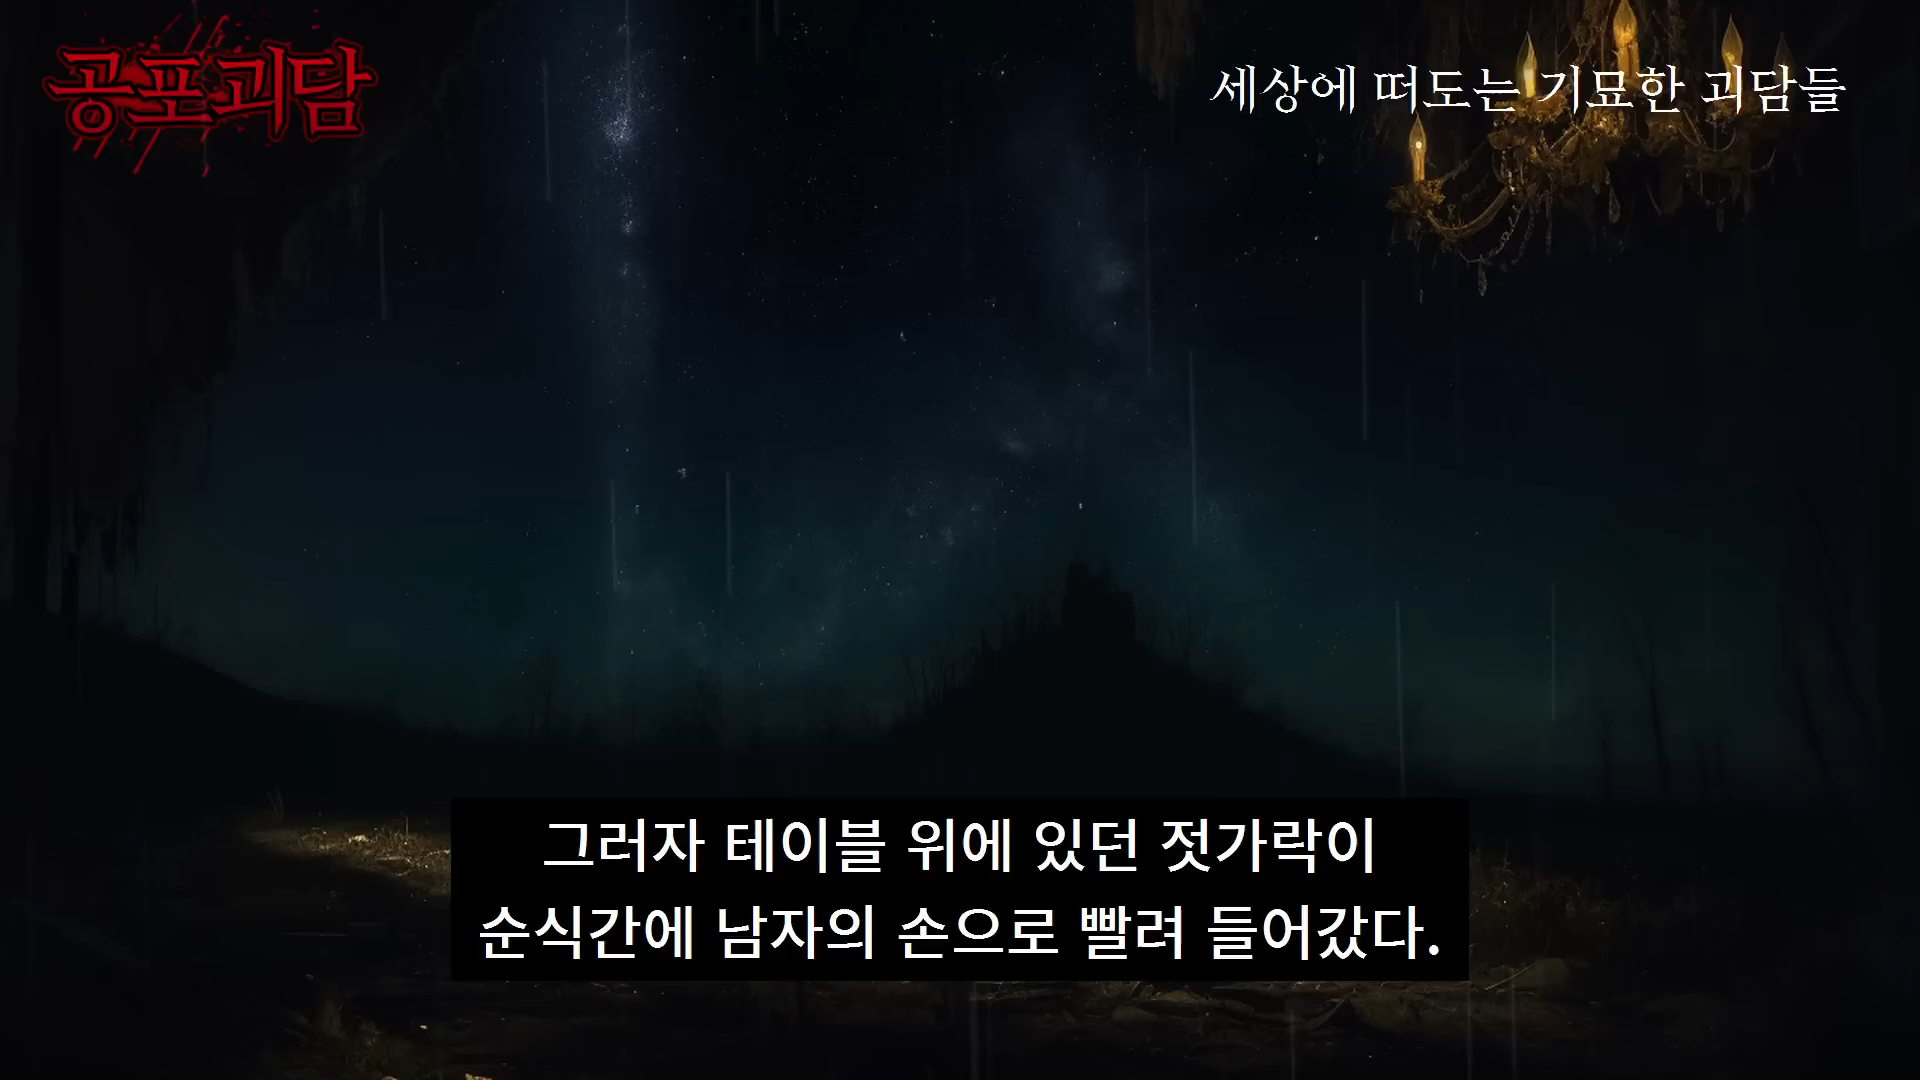 공포괴담
세상에 떠도는 기묘한 괴담들
그러자 테이블 위에 있던 젓가락이
순식간에 남자의 손으로 빨려 들어갔다.